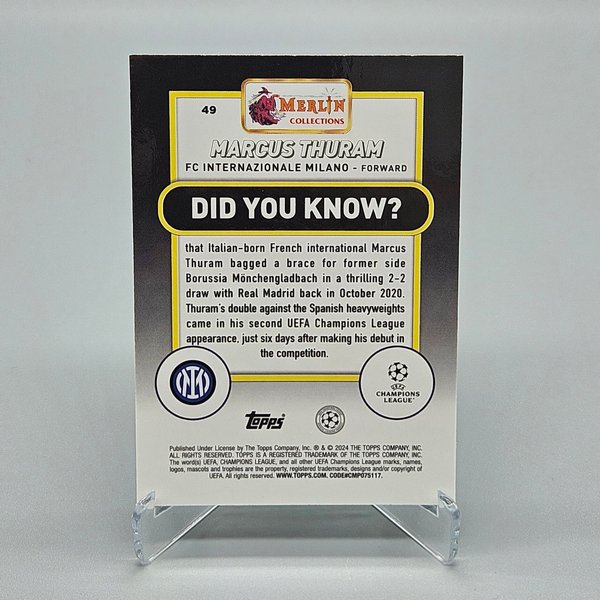 49
MERLIN
COLLECTIONS
MARCUS THURAM
FC INTERNAZIONALE MILANO - FORWARD
DID YOU KNOW?
that Italian-born French international Marcus
Thuram bagged a brace for former side
Borussia Mönchengladbach in a thrilling 2-2
draw with Real Madrid back in October 2020.
Thuram's double against the Spanish heavyweights
came in his second UEFA Champions League
appearance, just six days after making his debut in
the competition.
UEFA
CHAMPIONS
LEAGUE
topps
Published Under License by The Topps Company, Inc. ® & © 2024 THE TOPPS COMPANY, INC.
ALL RIGHTS RESERVED. TOPPS IS A REGISTERED TRADEMARK OF THE TOPPS COMPANY, INC.
The word(s) UEFA, CHAMPIONS LEAGUE, and all other UEFA Champions League marks, names,
logos, mascots and trophies are the property, registered trademarks, designs and/or copyright of
UEFA. All rights reserved. WWW.TOPPS.COM. CODE#CMP075117.